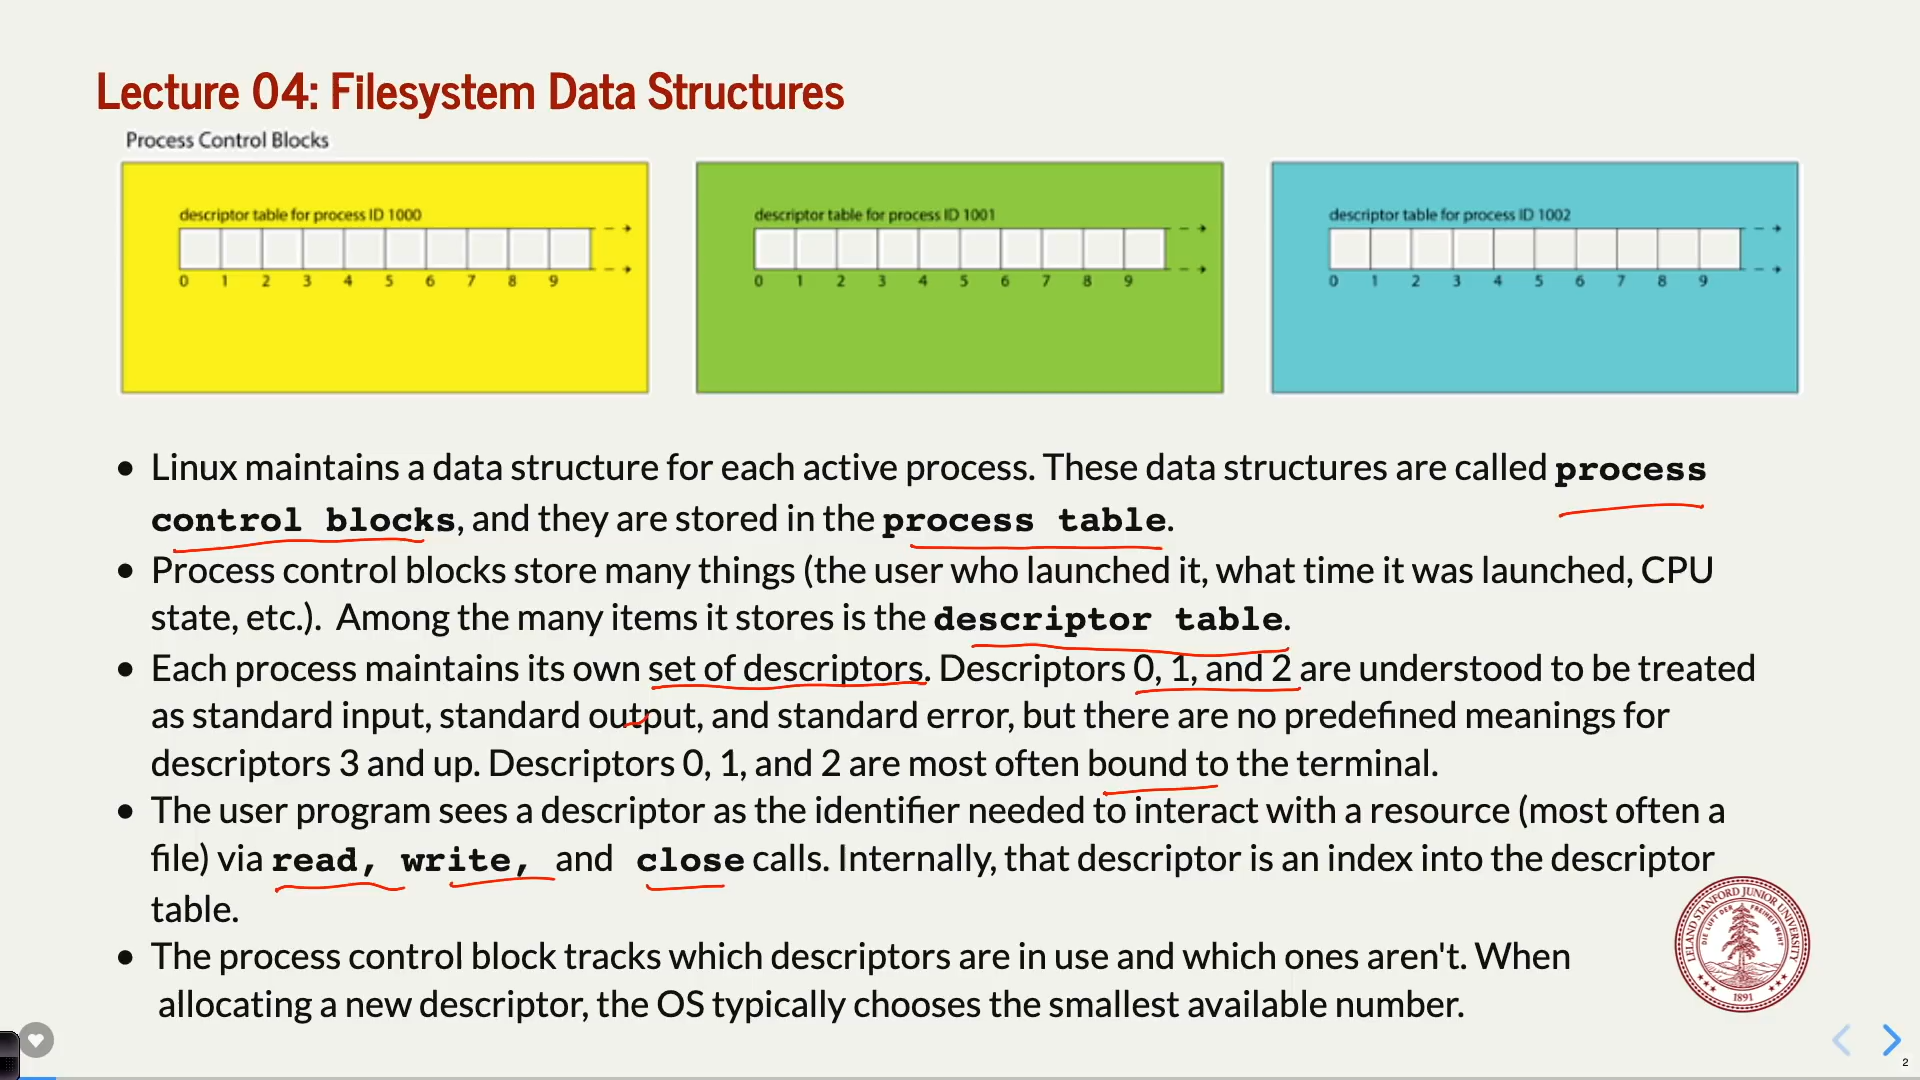 Lecture 04: Filesystem Data Structures
Process Control Blocks
descriptor table for process ID 1000
0 1 2 3 4 5 6 7 8 9
descriptor table for process ID 1001
0 1 2 3 4 5 6 7 8 9
descriptor table for process ID 1002
0 1 2 3 4 5 6 7 8 9
• Linux maintains a data structure for each active process. These data structures are called process
control blocks, and they are stored in the process table.
• Process control blocks store many things (the user who launched it, what time it was launched, CPU
state, etc.). Among the many items it stores is the descriptor table.
• Each process maintains its own set of descriptors. Descriptors 0, 1, and 2 are understood to be treated
as standard input, standard output, and standard error, but there are no predefined meanings for
descriptors 3 and up. Descriptors 0, 1, and 2 are most often bound to the terminal.
• The user program sees a descriptor as the identifier needed to interact with a resource (most often a
file) via read, write, and close calls. Internally, that descriptor is an index into the descriptor
table.
• The process control block tracks which descriptors are in use and which ones aren't. When
allocating a new descriptor, the OS typically chooses the smallest available number.
LELAND STANFORD JUNIOR UNIVERSITY
DIE LUFT DER FREIHEIT WEHT
1891
2